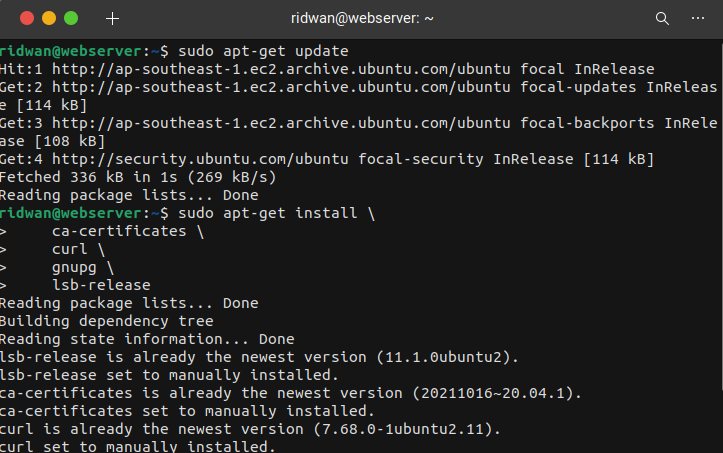 ridwan@webserver: ~
ridwan@webserver:~$ sudo apt-get update
Hit:1 http://ap-southeast-1.ec2.archive.ubuntu.com/ubuntu focal InRelease
Get:2 http://ap-southeast-1.ec2.archive.ubuntu.com/ubuntu focal-updates InReleas
e [114 kB]
Get:3 http://ap-southeast-1.ec2.archive.ubuntu.com/ubuntu focal-backports InRele
ase [108 kB]
Get:4 http://security.ubuntu.com/ubuntu focal-security InRelease [114 kB]
Fetched 336 kB in 1s (269 kB/s)
Reading package lists... Done
ridwan@webserver:~$ sudo apt-get install \
>     ca-certificates \
>     curl \
>     gnupg \
>     lsb-release
Reading package lists... Done
Building dependency tree
Reading state information... Done
lsb-release is already the newest version (11.1.0ubuntu2).
lsb-release set to manually installed.
ca-certificates is already the newest version (20211016~20.04.1).
ca-certificates set to manually installed.
curl is already the newest version (7.68.0-1ubuntu2.11).
curl set to manually installed.